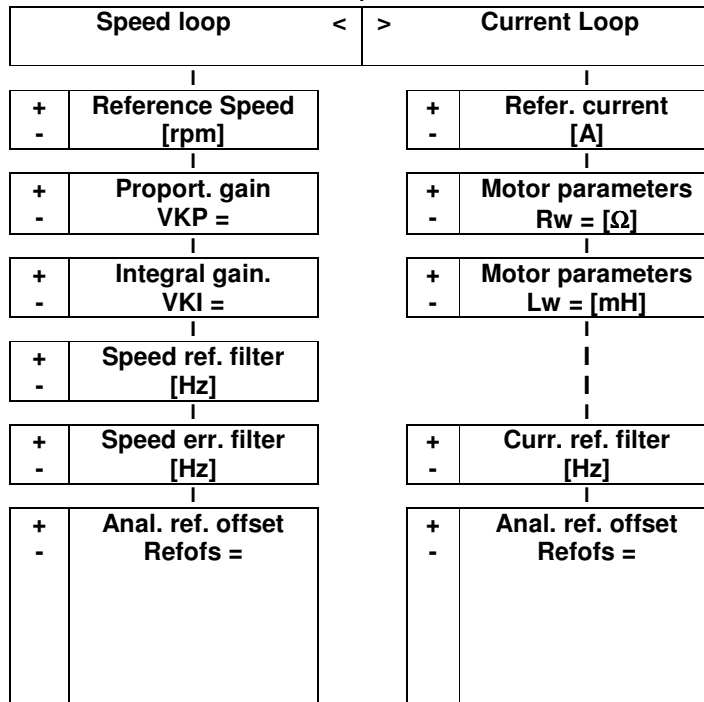 Speed loop < > Current Loop
+ Reference Speed + Refer. current
- [rpm] - [A]
+ Proport. gain + Motor parameters
- VKP = - Rw = [Ω]
+ Integral gain. + Motor parameters
- VKI = - Lw = [mH]
+ Speed ref. filter
- [Hz]
+ Speed err. filter + Curr. ref. filter
- [Hz] - [Hz]
+ Anal. ref. offset + Anal. ref. offset
- Refofs = - Refofs =